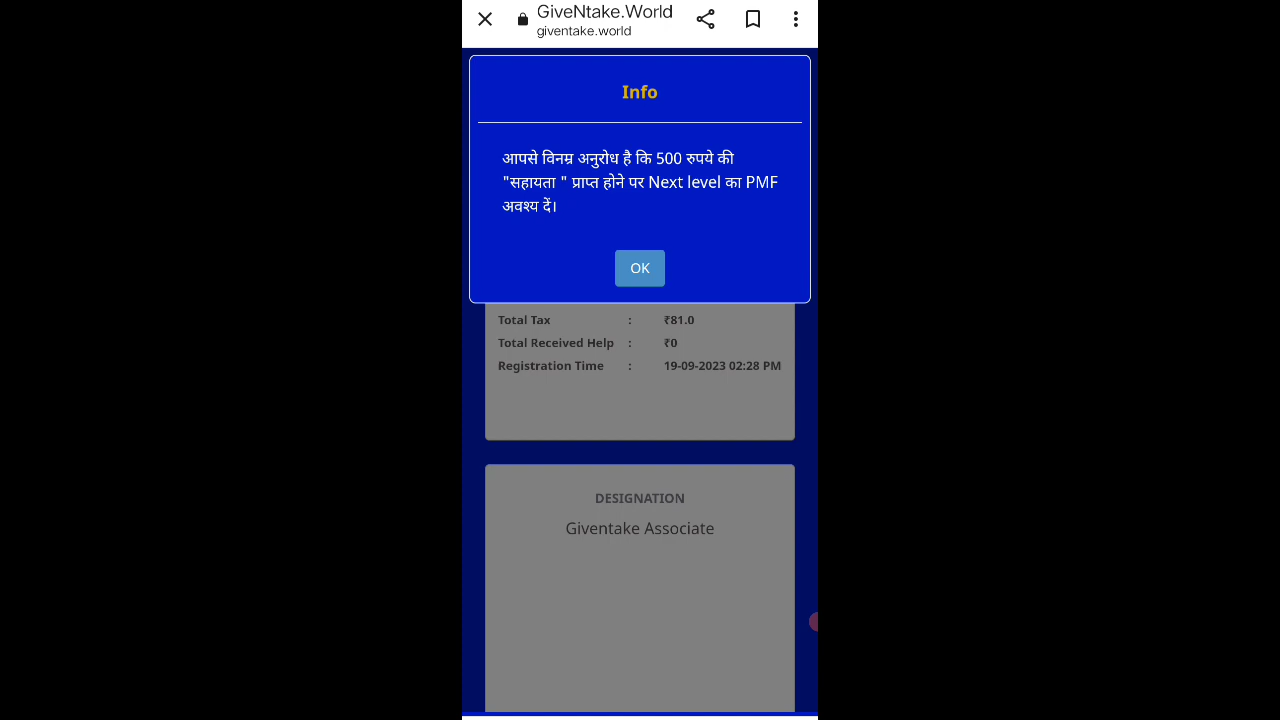 GiveNtake.World
giventake.world
Info
आपसे विनम्र अनुरोध है कि 500 रुपये की
"सहायता " प्राप्त होने पर Next level का PMF
अवश्य दें।
OK
Total Tax : ₹81.0
Total Received Help : ₹0
Registration Time : 19-09-2023 02:28 PM
DESIGNATION
Giventake Associate